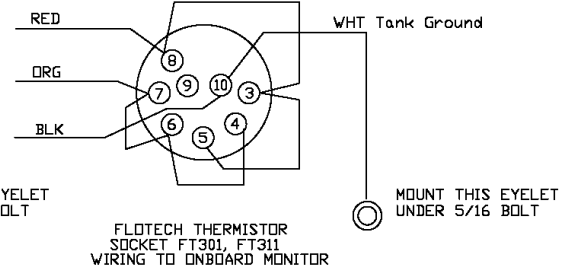 RED
WHT Tank Ground
8
ORG
9
10
7
3
BLK
6
5
4
YELET
OLT
MOUNT THIS EYELET
UNDER 5/16 BOLT
FLOTECH THERMISTOR
SOCKET FT301, FT311
WIRING TO ONBOARD MONITOR